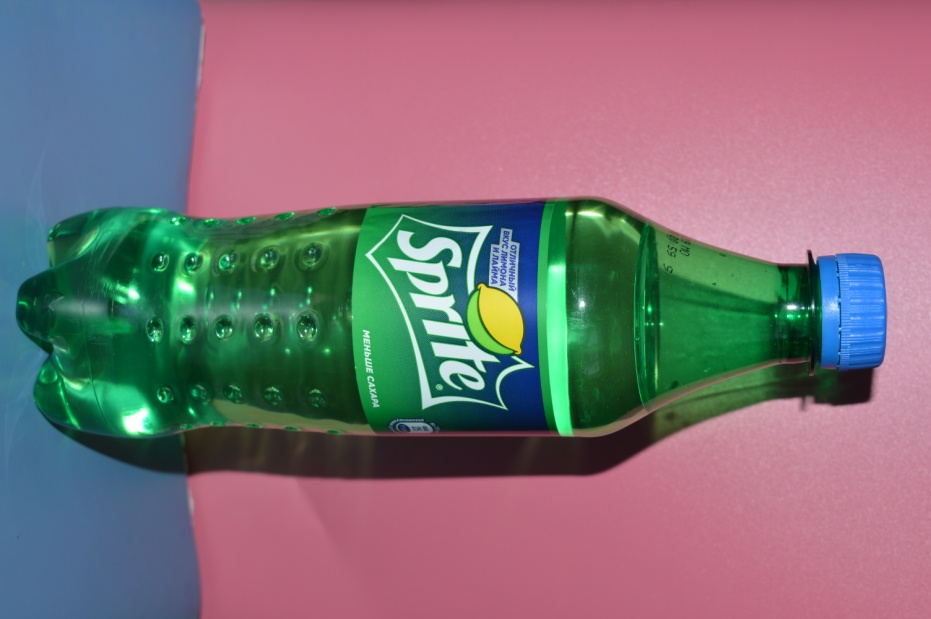 ОТЛИЧНЫЙ
ВКУС ЛИМОНА
И ЛАЙМА
Sprite®
МЕНЬШЕ САХАРА